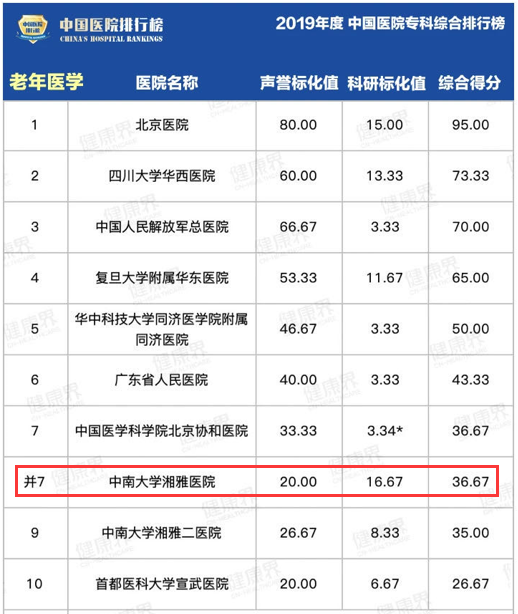 中国医院排行榜
CHINA'S HOSPITAL RANKINGS
2019年度 中国医院专科综合排行榜
老年医学 医院名称 声誉标化值 科研标化值 综合得分
1 北京医院 80.00 15.00 95.00
2 四川大学华西医院 60.00 13.33 73.33
3 中国人民解放军总医院 66.67 3.33 70.00
4 复旦大学附属华东医院 53.33 11.67 65.00
5 华中科技大学同济医学院附属
同济医院 46.67 3.33 50.00
6 广东省人民医院 40.00 3.33 43.33
7 中国医学科学院北京协和医院 33.33 3.34* 36.67
并7 中南大学湘雅医院 20.00 16.67 36.67
9 中南大学湘雅二医院 26.67 8.33 35.00
10 首都医科大学宣武医院 20.00 6.67 26.67
健康界